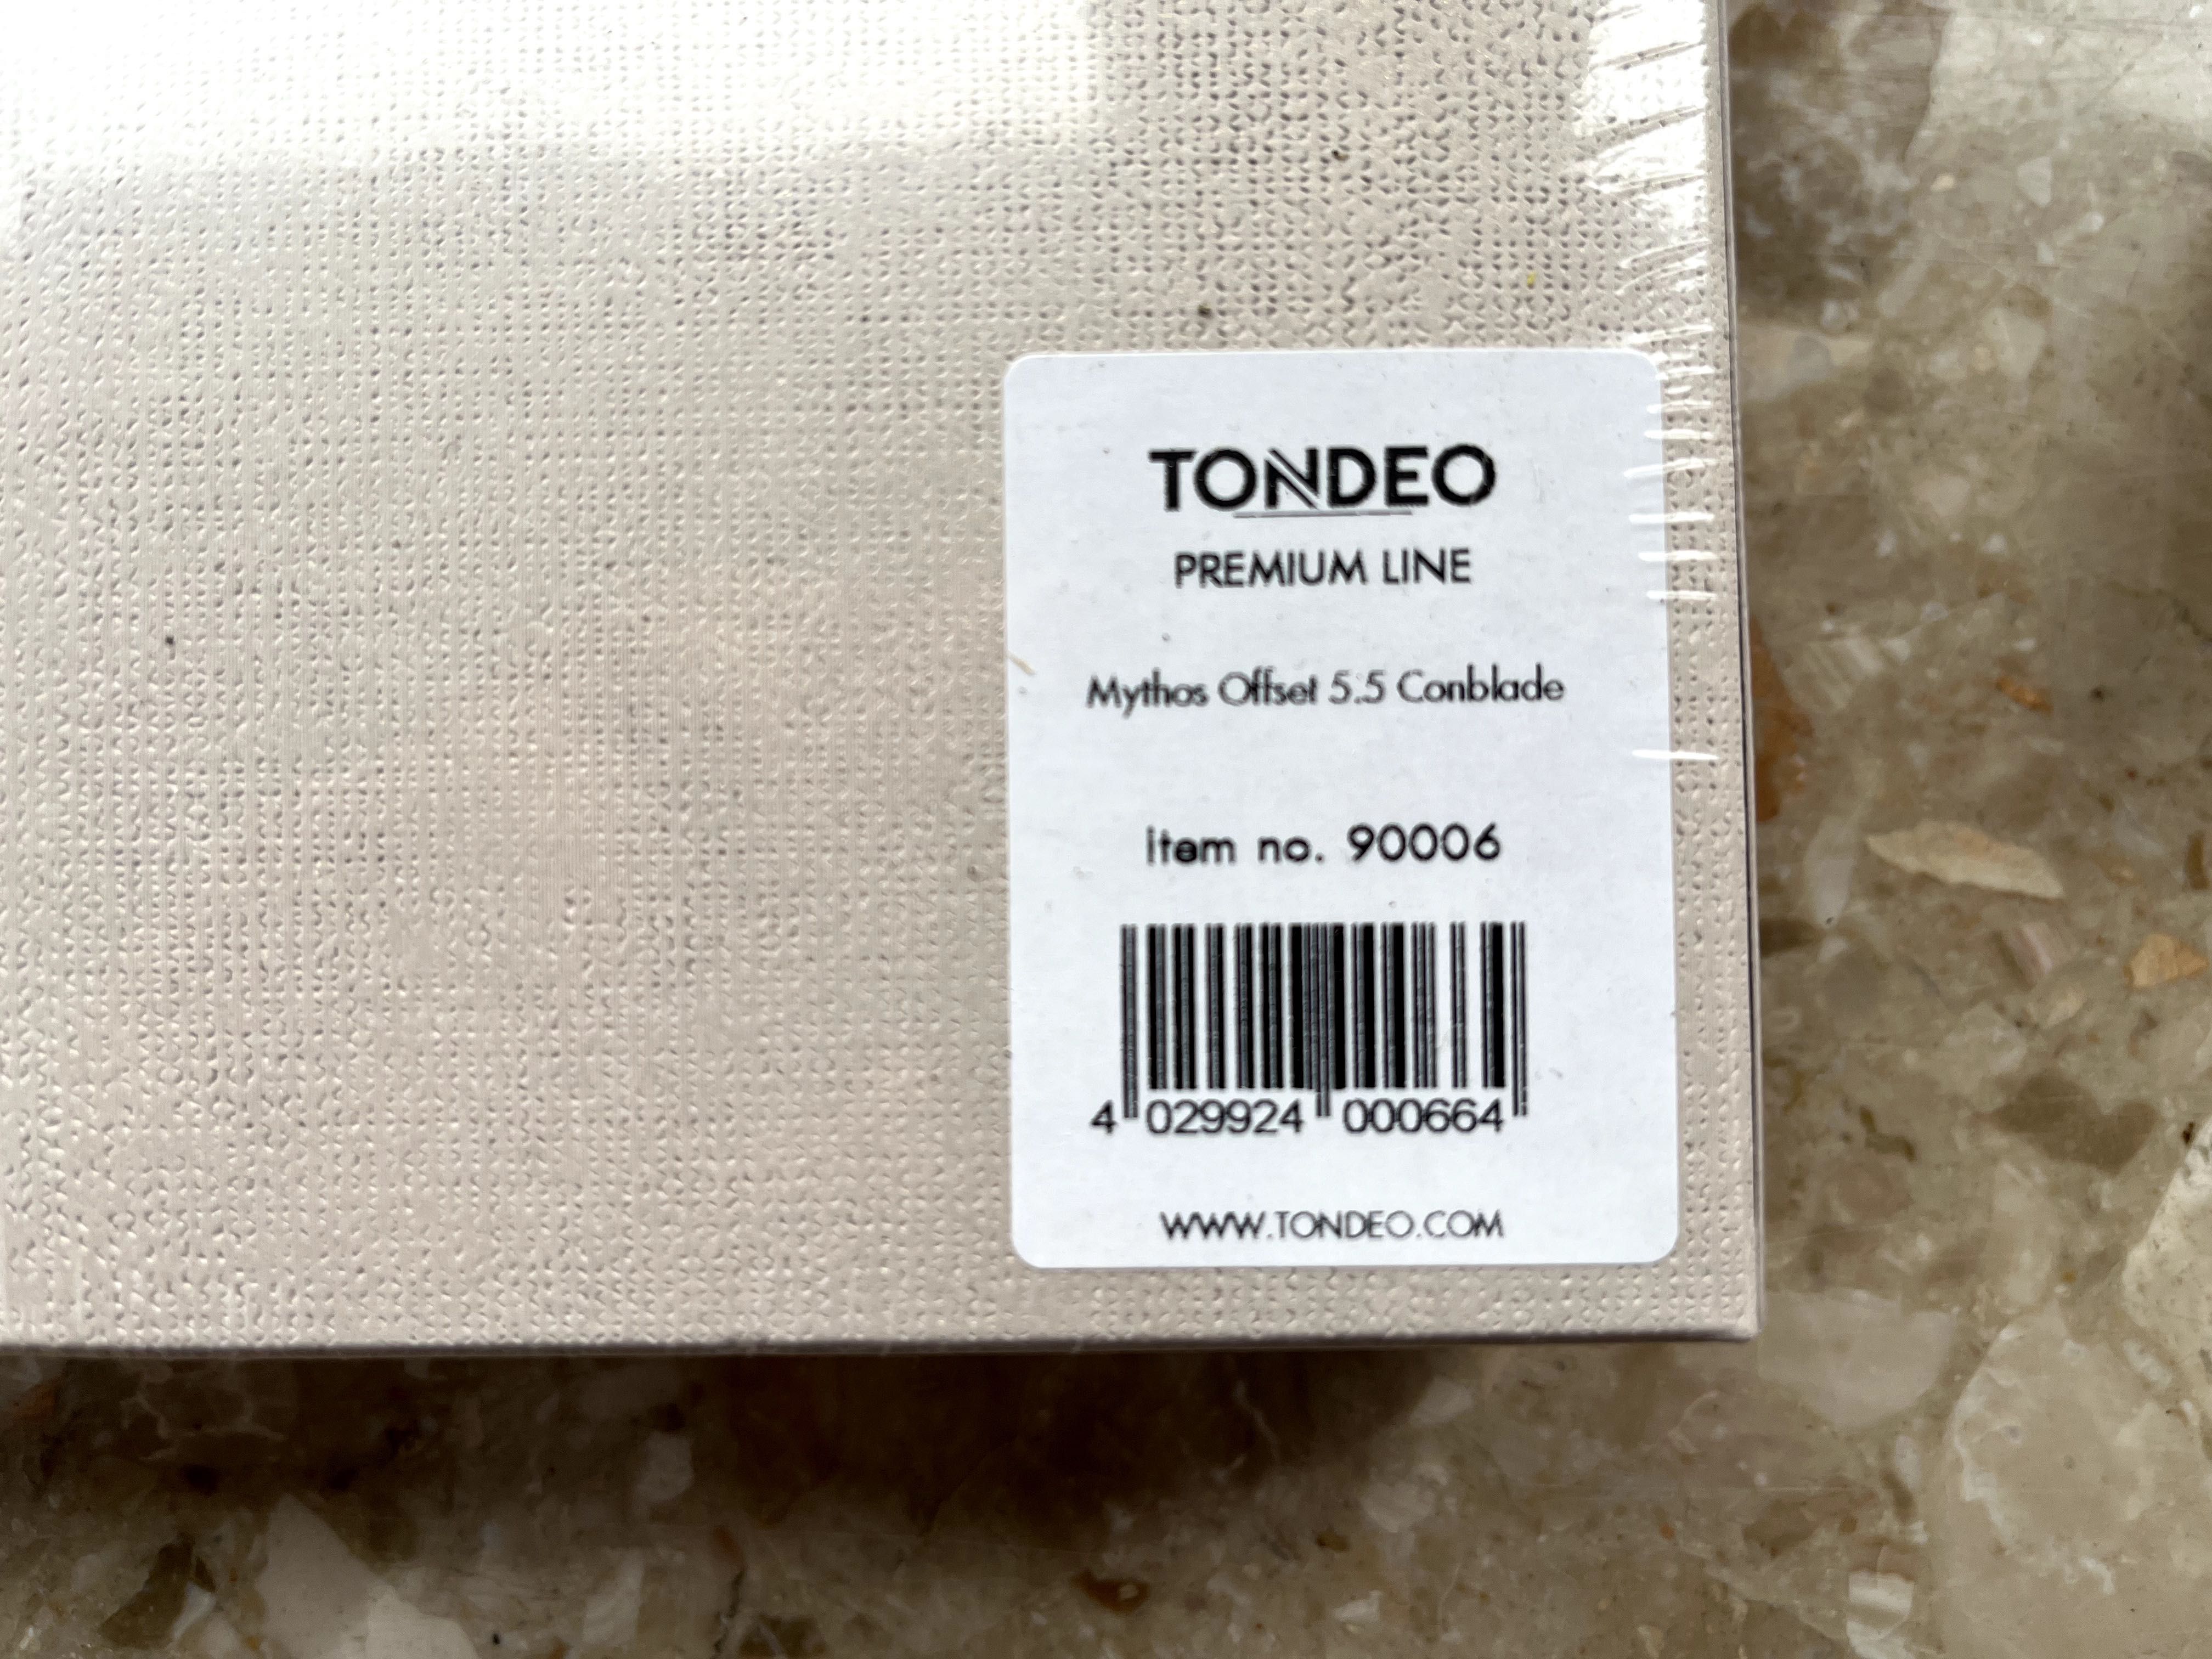 TONDEO
PREMIUM LINE
Mythos Offset 5.5 Conblade
Item no. 90006
4 029924 000664
WWW.TONDEO.COM